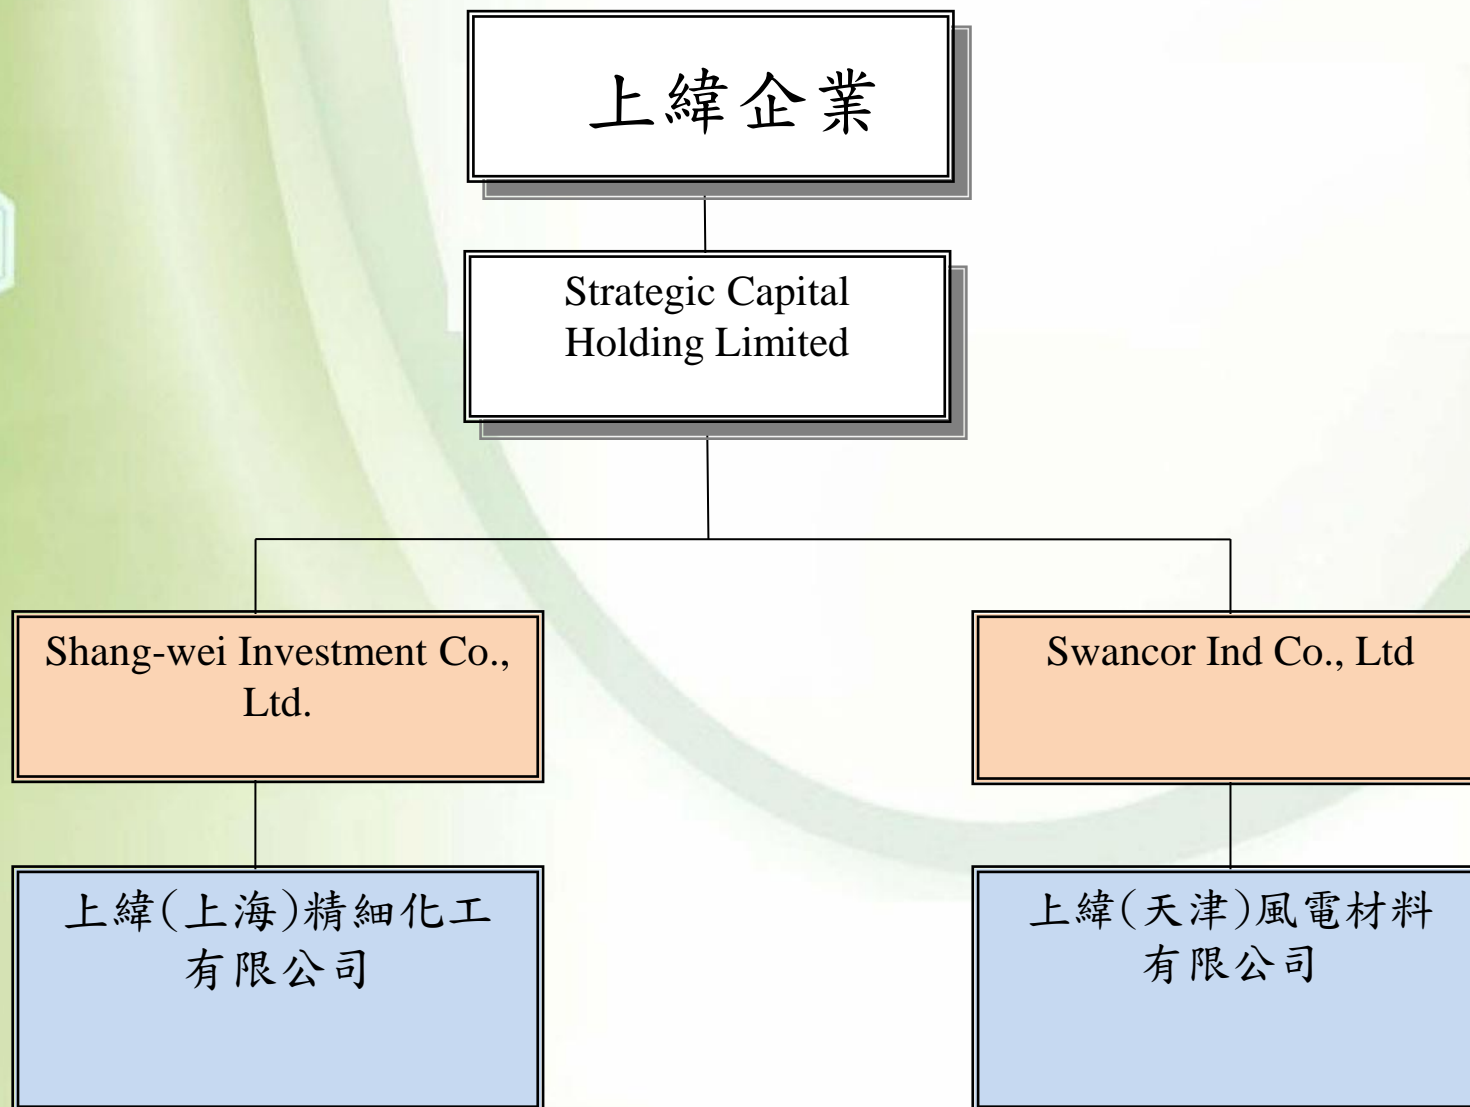 上緯企業
Strategic Capital
Holding Limited
Shang-wei Investment Co.,
Ltd.
Swancor Ind Co., Ltd
上緯(上海)精細化工
有限公司
上緯(天津)風電材料
有限公司